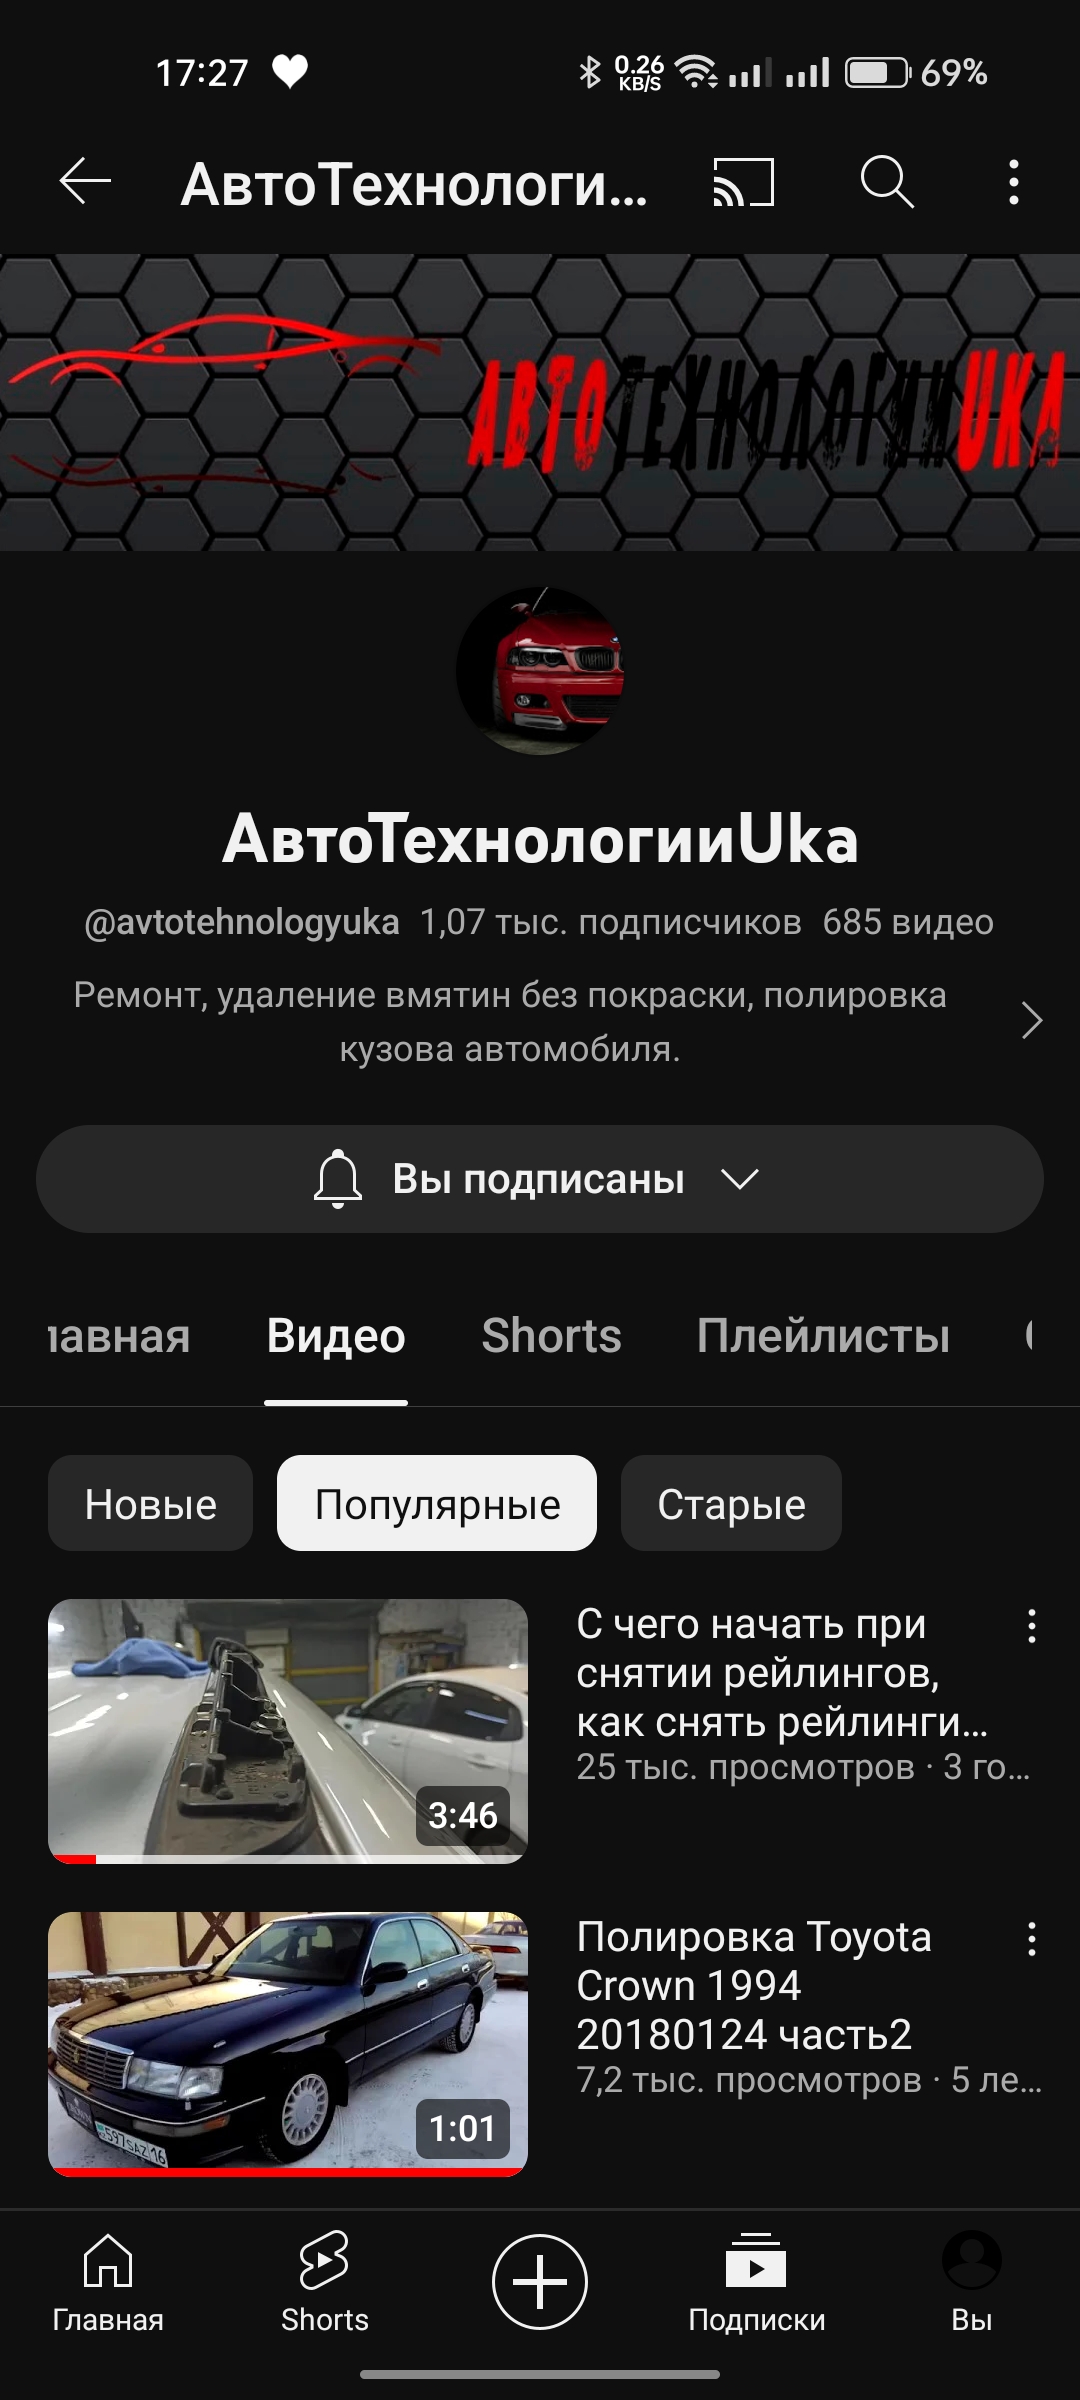 17:27
0.26
KB/S
69%
АвтоТехнологи...
АВТОТЕХНОЛОГИИUKA
АвтоТехнологииUka
@avtotehnologyuka 1,07 тыс. подписчиков 685 видео
Ремонт, удаление вмятин без покраски, полировка
кузова автомобиля.
Вы подписаны
лавная Видео Shorts Плейлисты
Новые Популярные Старые
С чего начать при
снятии рейлингов,
как снять рейлинги...
25 тыс. просмотров · 3 го...
3:46
Полировка Toyota
Crown 1994
20180124 часть2
7,2 тыс. просмотров · 5 ле...
597SAZ16
1:01
Главная Shorts Подписки Вы